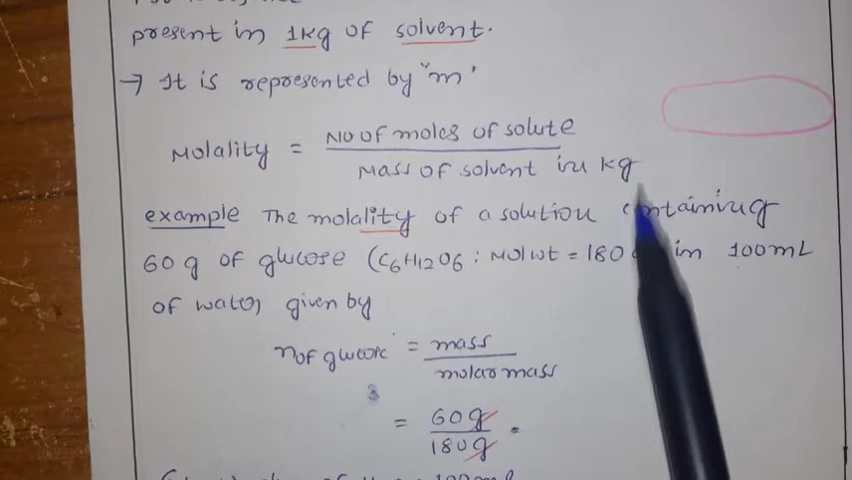 present in 1kg of solvent.
→ It is represented by "m"
Molality = No of moles of solute
Mass of solvent in kg
example The molality of a solution containing
60 g of glucose (C6H12O6 : Mol wt = 180 in 100mL
of water, given by
n of glucose = mass
molar mass
= 60g
180g